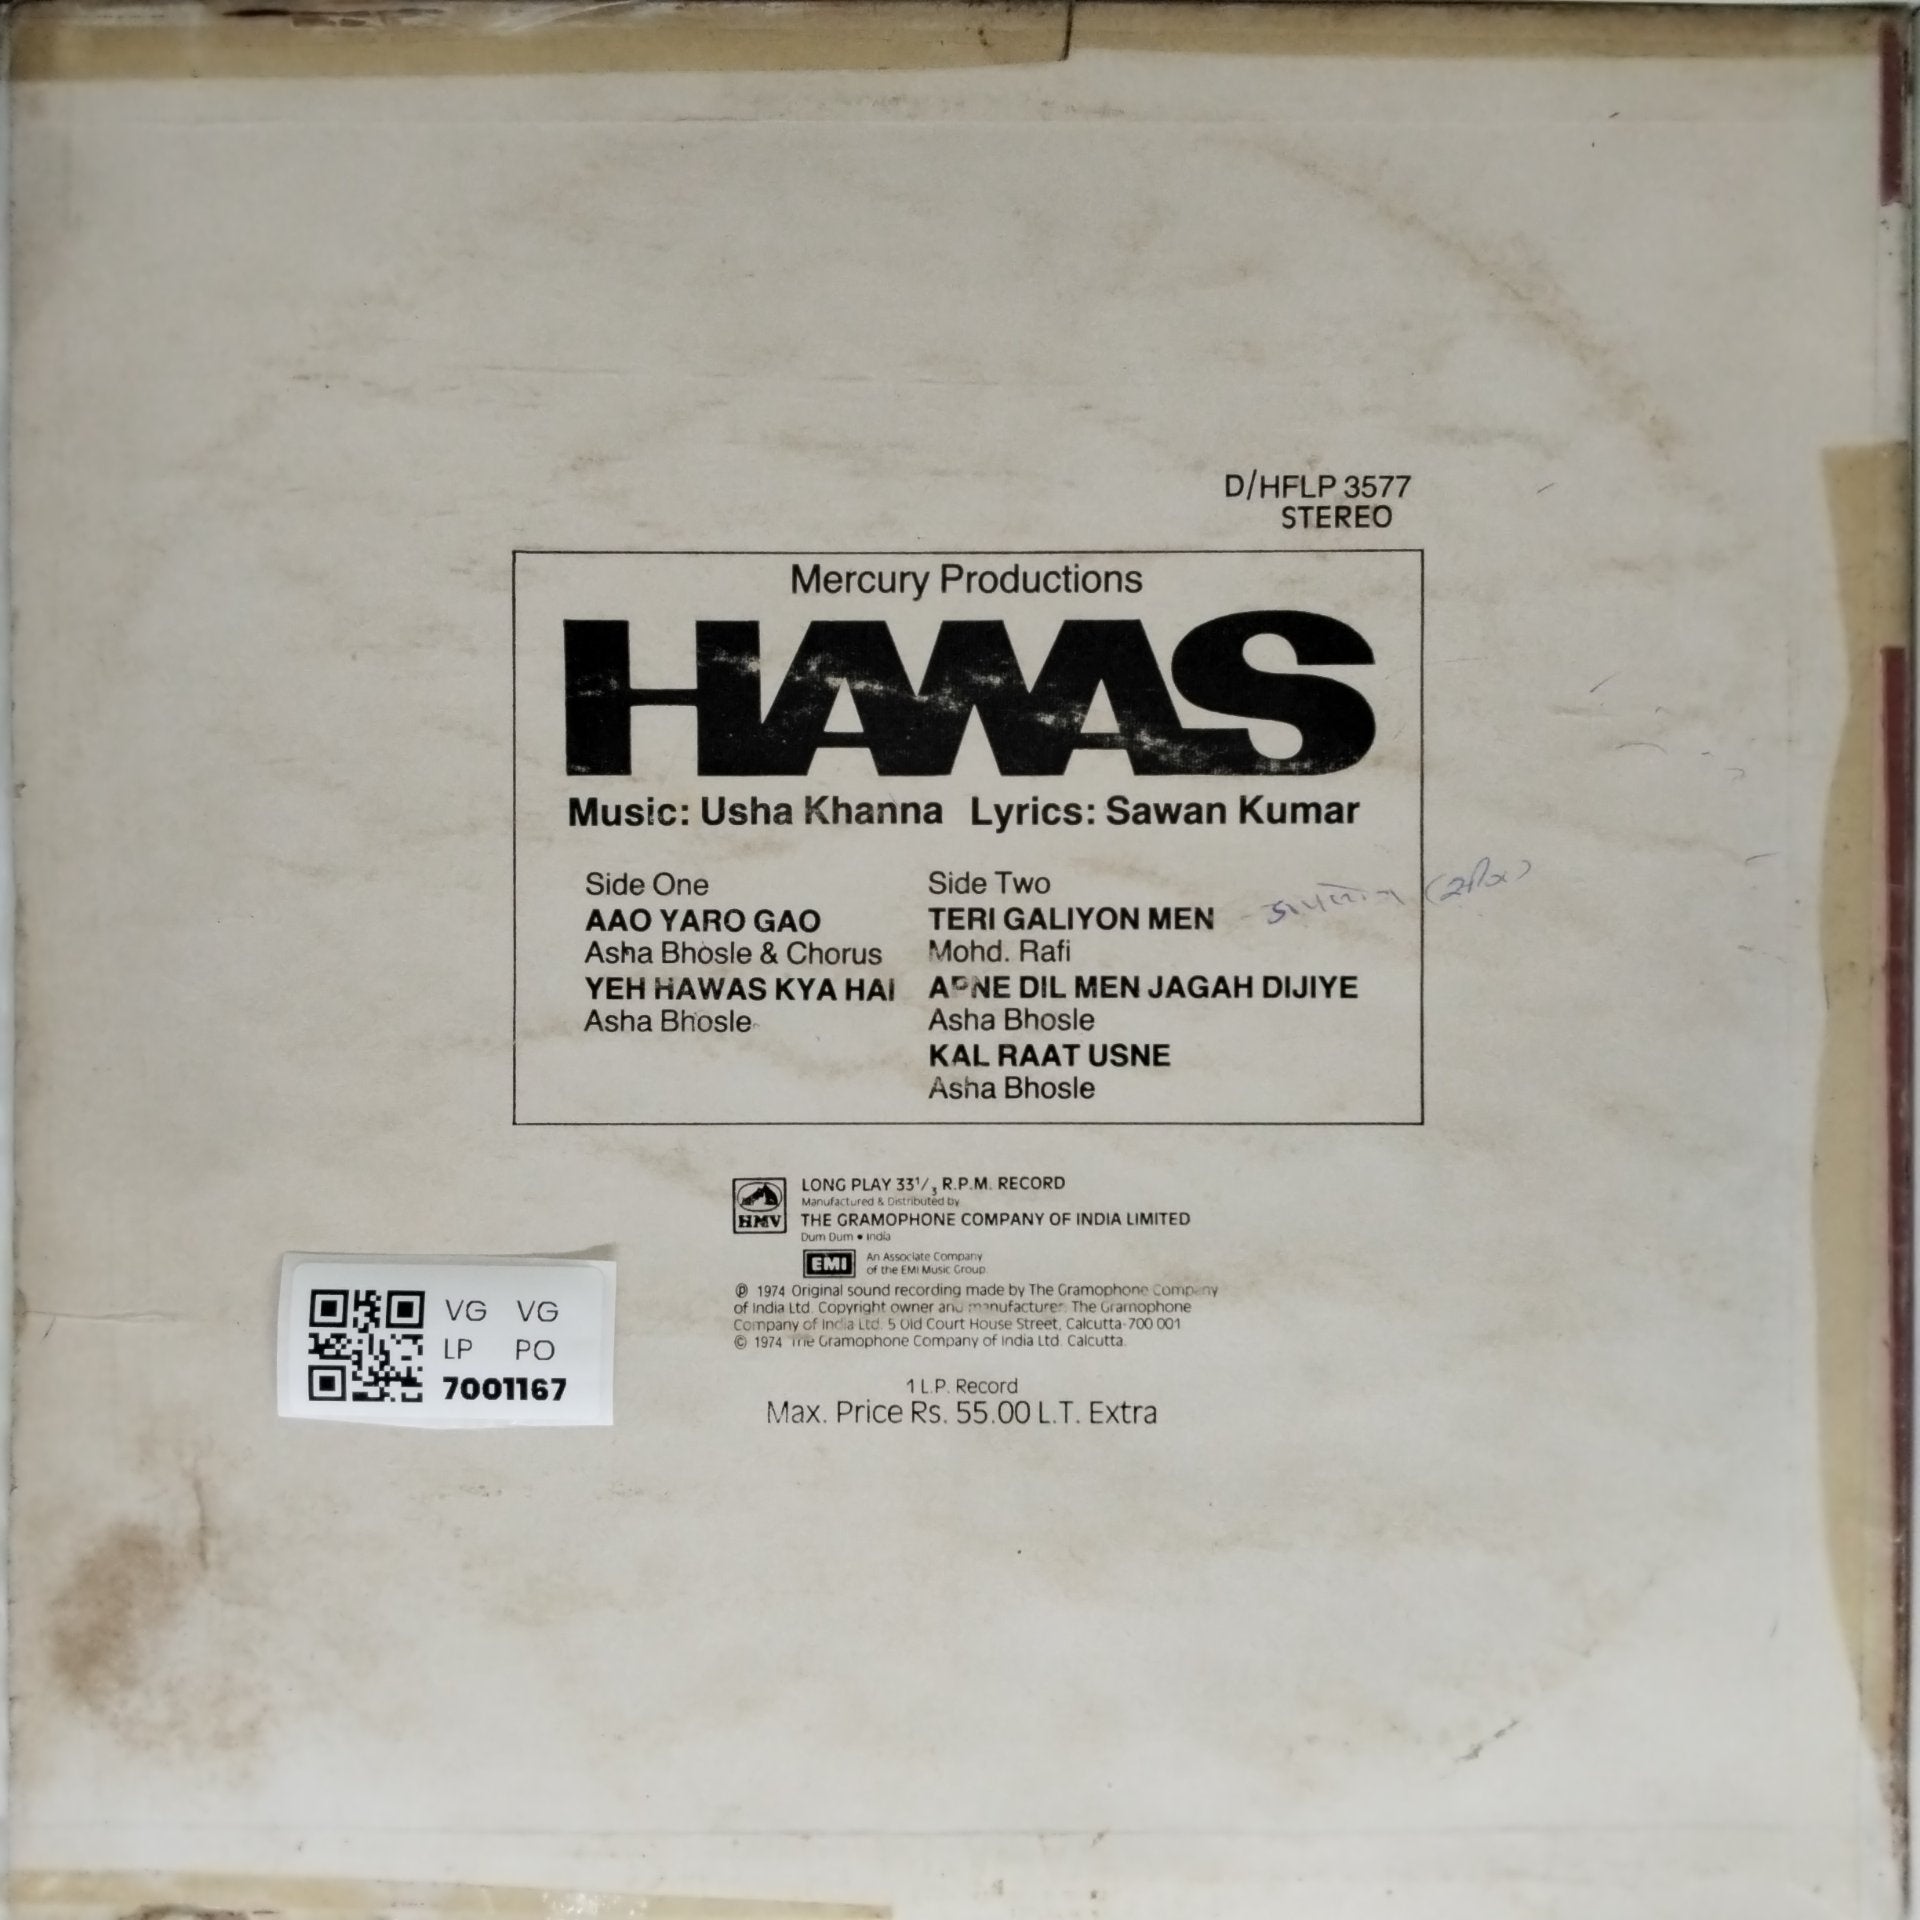 D/HFLP 3577
STEREO
Mercury Productions
HAWAS
Music: Usha Khanna Lyrics: Sawan Kumar
Side One
AAO YARO GAO
Asha Bhosle & Chorus
YEH HAWAS KYA HAI
Asha Bhosle
Side Two
TERI GALIYON MEN
Mohd. Rafi
APNE DIL MEN JAGAH DIJIYE
Asha Bhosle
KAL RAAT USNE
Asha Bhosle
HMV
LONG PLAY 33 1/3 R.P.M. RECORD
Manufactured & Distributed by
THE GRAMOPHONE COMPANY OF INDIA LIMITED
Dum Dum • India
EMI
An Associate Company
of the EMI Music Group
℗ 1974 Original sound recording made by The Gramophone Company
of India Ltd. Copyright owner and manufacturer. The Gramophone
Company of India Ltd. 5 Old Court House Street, Calcutta-700 001
© 1974 The Gramophone Company of India Ltd. Calcutta.
1 L.P. Record
Max. Price Rs. 55.00 L.T. Extra
VG VG
LP PO
7001167